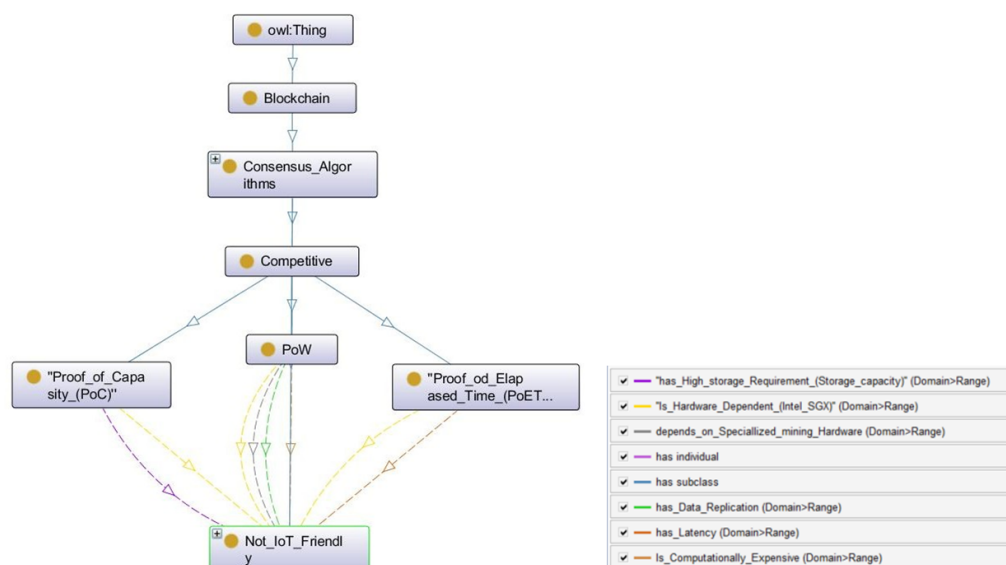 owl:Thing
Blockchain
Consensus_Algor
ithms
Competitive
PoW
"Proof_of_Capa
sity_(PoC)"
"Proof_od_Elap
ased_Time_(PoET...
Not_IoT_Friendl
y
"has_High_storage_Requirement_(Storage_capacity)" (Domain>Range)
"Is_Hardware_Dependent_(Intel_SGX)" (Domain>Range)
depends_on_Speciallized_mining_Hardware (Domain>Range)
has individual
has subclass
has_Data_Replication (Domain>Range)
has_Latency (Domain>Range)
Is_Computationally_Expensive (Domain>Range)